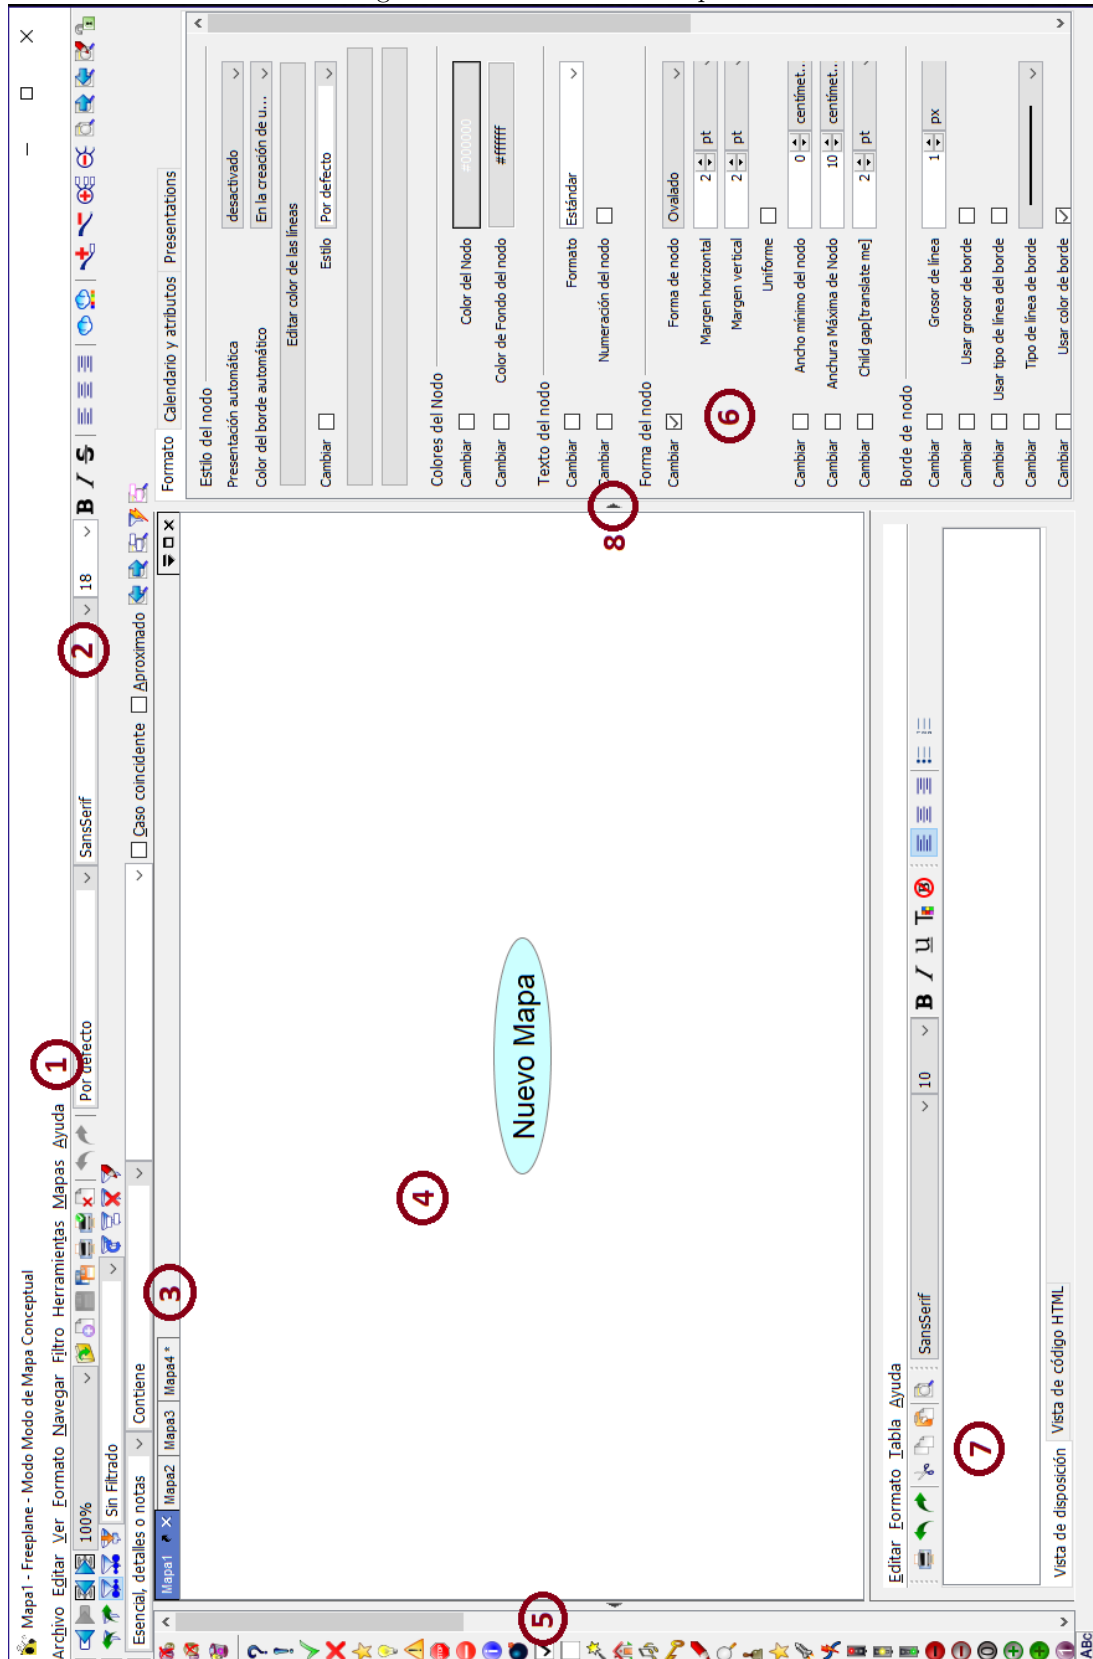 Mapa1 - Freeplane - Modo Modo de Mapa Conceptual
Archivo Editar Ver Formato Navegar Filtro Herramientas Mapas Ayuda
1
100%
Por defecto
SansSerif
2
18
B I S
Sin Filtrado
Esencial, detalles o notas
Contiene
Caso coincidente
Aproximado
Mapa1
Mapa2
Mapa3
Mapa4 *
3
4
Nuevo Mapa
5
8
Formato
Calendario y atributos
Presentations
Estilo del nodo
Presentación automática
desactivado
Color del borde automático
En la creación de u...
Editar color de las líneas
Cambiar
Estilo
Por defecto
Colores del Nodo
Cambiar
Color del Nodo
#000000
Cambiar
Color de Fondo del nodo
#ffffff
Texto del nodo
Cambiar
Formato
Estándar
Cambiar
Numeración del nodo
Forma del nodo
Cambiar
Forma de nodo
Ovalado
Margen horizontal
2
pt
6
Margen vertical
2
pt
Uniforme
Cambiar
Ancho mínimo del nodo
0
centímet...
Cambiar
Anchura Máxima de Nodo
10
centímet...
Cambiar
Child gap[translate me]
2
pt
Borde de nodo
Cambiar
Grosor de línea
1
px
Cambiar
Usar grosor de borde
Cambiar
Usar tipo de línea del borde
Cambiar
Tipo de línea de borde
Cambiar
Usar color de borde
Editar Formato Tabla Ayuda
SansSerif
10
B I U T B
7
Vista de disposición
Vista de código HTML
ABC